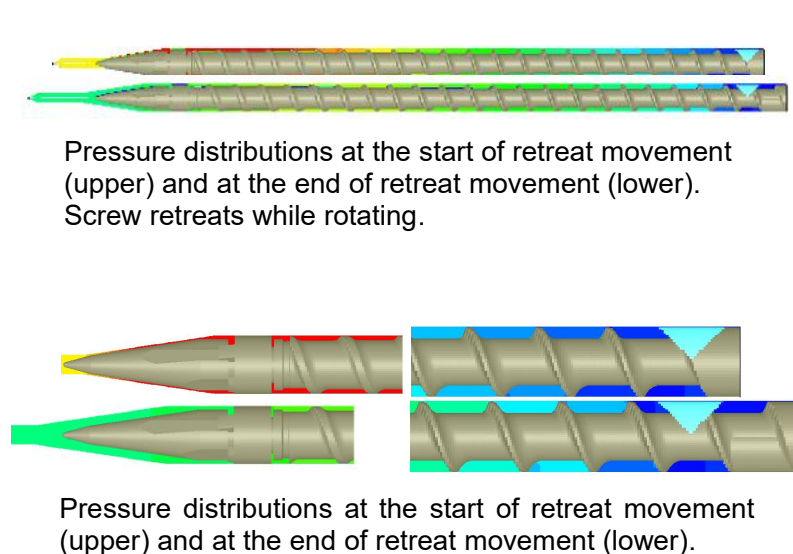 Pressure distributions at the start of retreat movement
(upper) and at the end of retreat movement (lower).
Screw retreats while rotating.
Pressure distributions at the start of retreat movement
(upper) and at the end of retreat movement (lower).